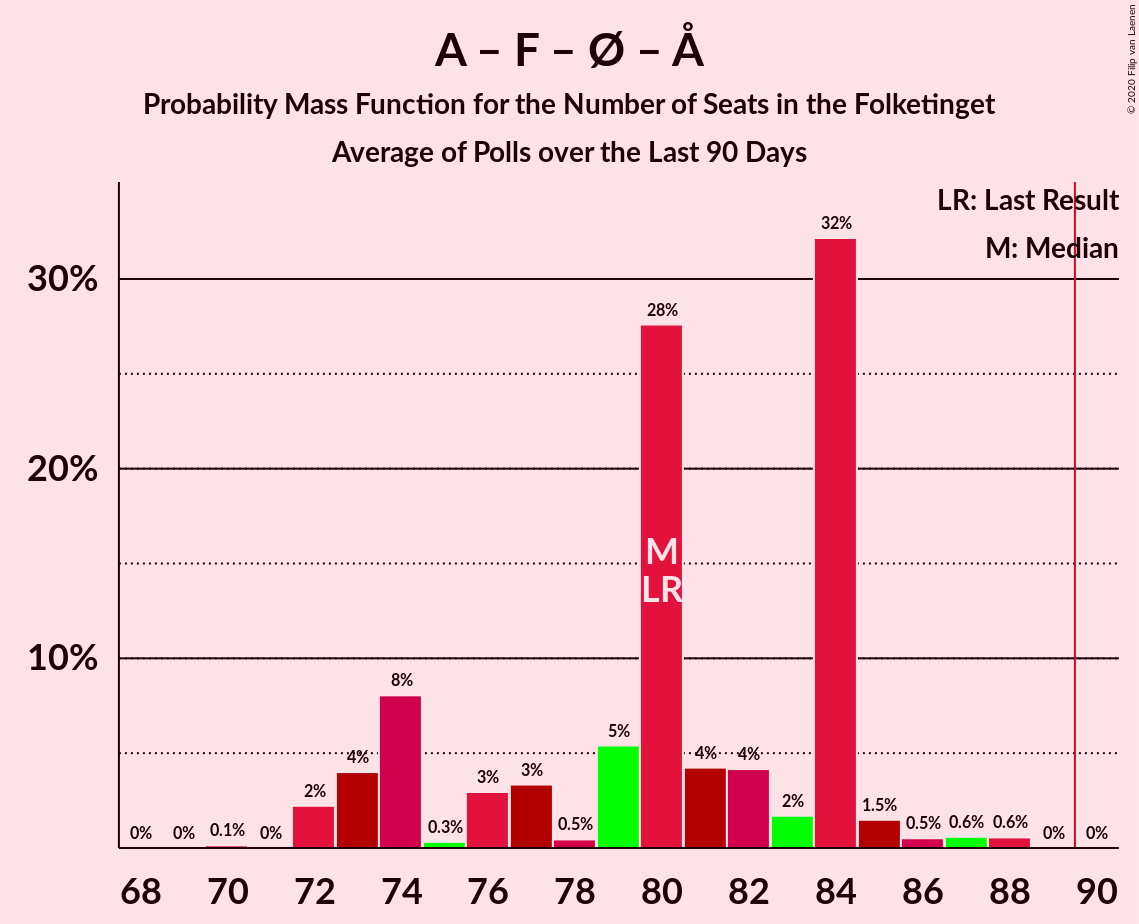 A – F – Ø – Å
Probability Mass Function for the Number of Seats in the Folketinget
Average of Polls over the Last 90 Days
© 2020 Filip van Laenen
LR: Last Result
M: Median
30%
20%
10%
0% 0% 0.1% 0% 2% 4% 8% 0.3% 3% 3% 0.5% 5% 28% 4% 4% 2% 32% 1.5% 0.5% 0.6% 0.6% 0% 0%
M
LR
68 70 72 74 76 78 80 82 84 86 88 90